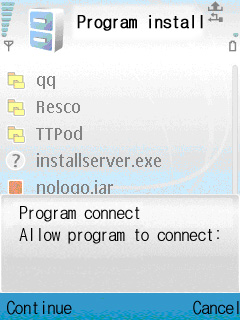 Program install
qq
Resco
TTPod
installserver.exe
nologo.jar
Program connect
Allow program to connect:
Continue Cancel